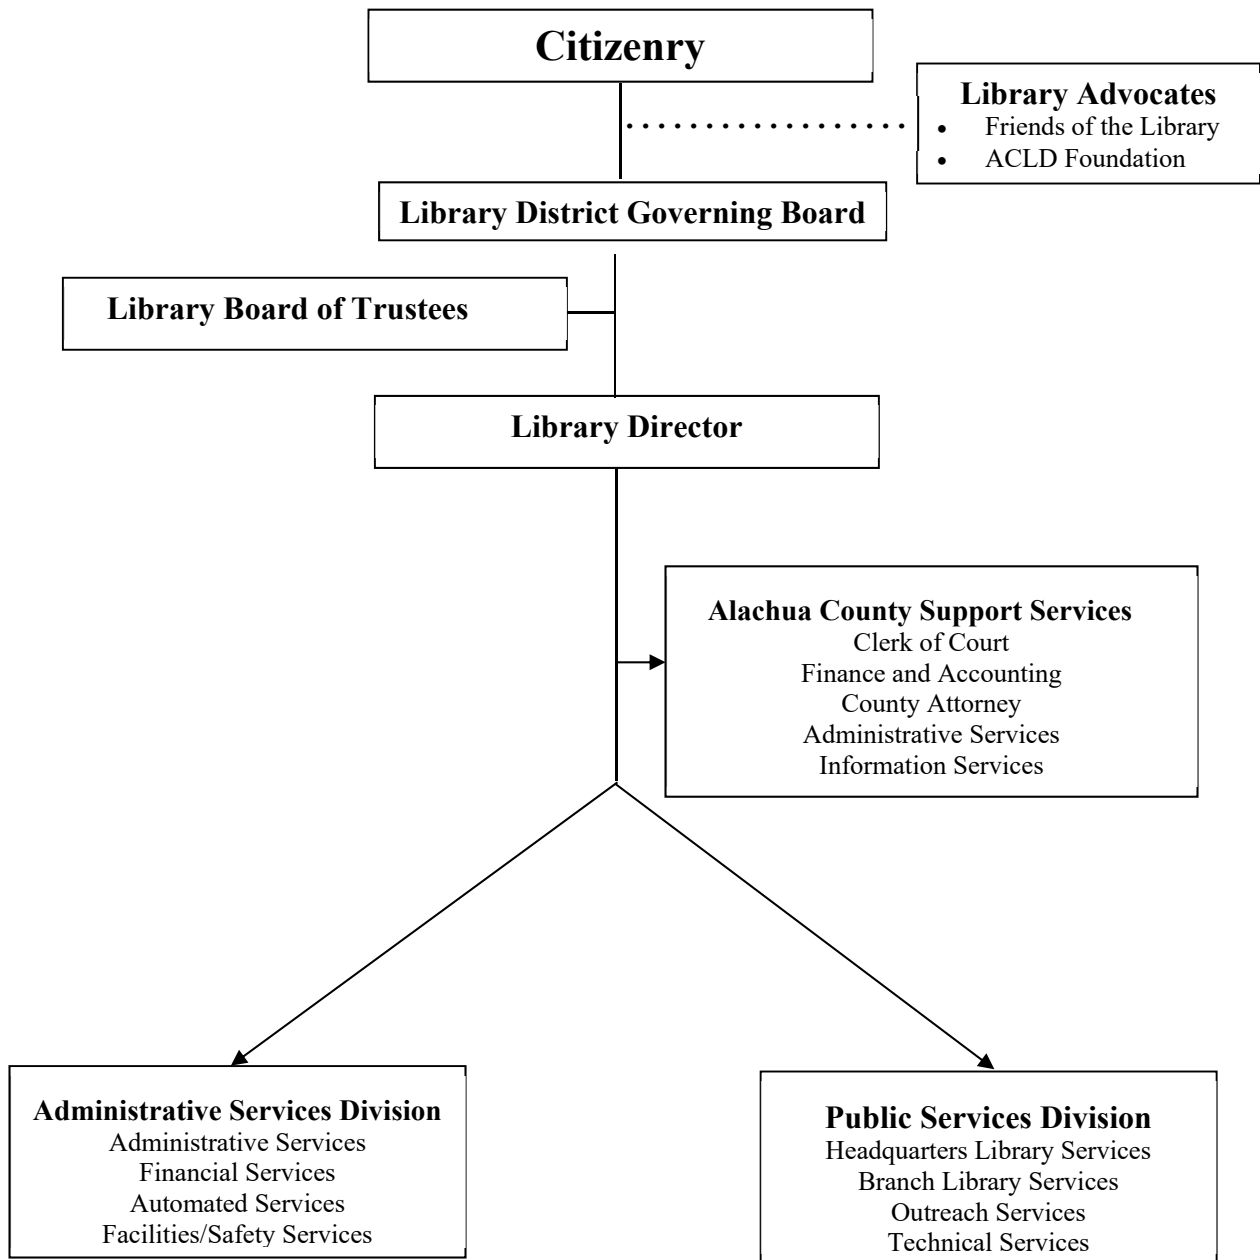 Citizenry
Library Advocates
• Friends of the Library
• ACLD Foundation
Library District Governing Board
Library Board of Trustees
Library Director
Alachua County Support Services
Clerk of Court
Finance and Accounting
County Attorney
Administrative Services
Information Services
Administrative Services Division
Administrative Services
Financial Services
Automated Services
Facilities/Safety Services
Public Services Division
Headquarters Library Services
Branch Library Services
Outreach Services
Technical Services